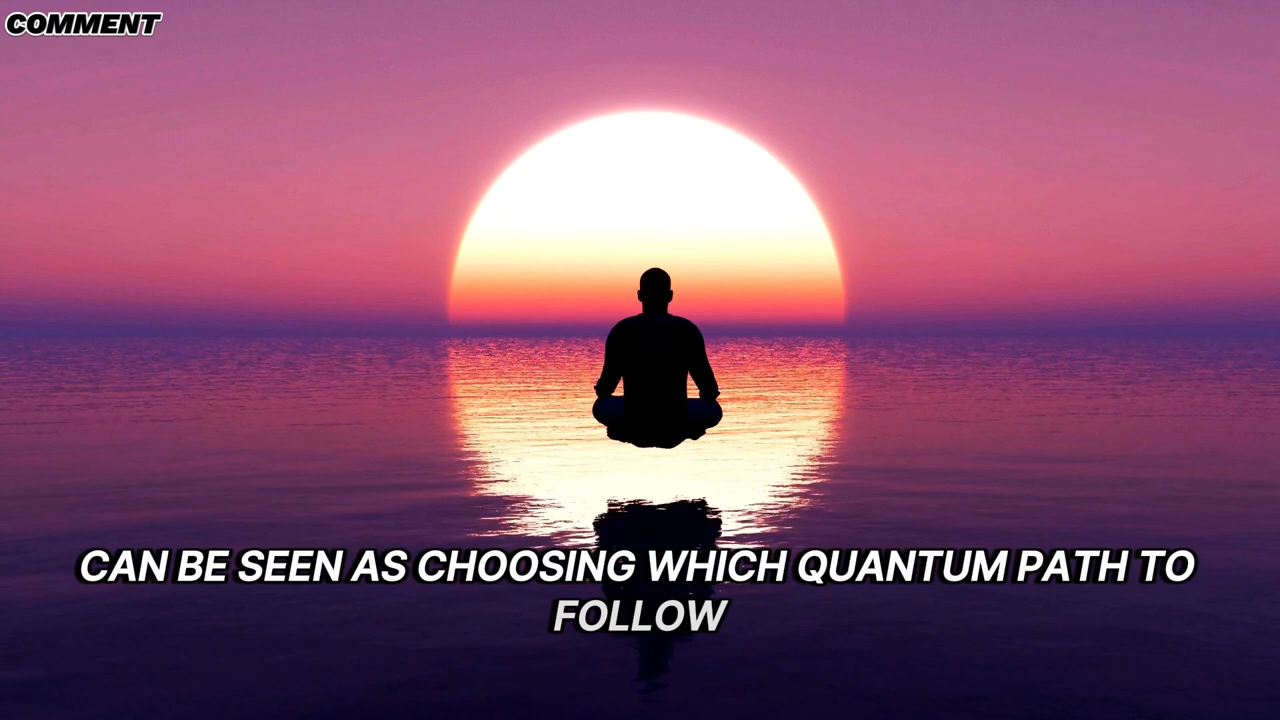 COMMENT
CAN BE SEEN AS CHOOSING WHICH QUANTUM PATH TO
FOLLOW